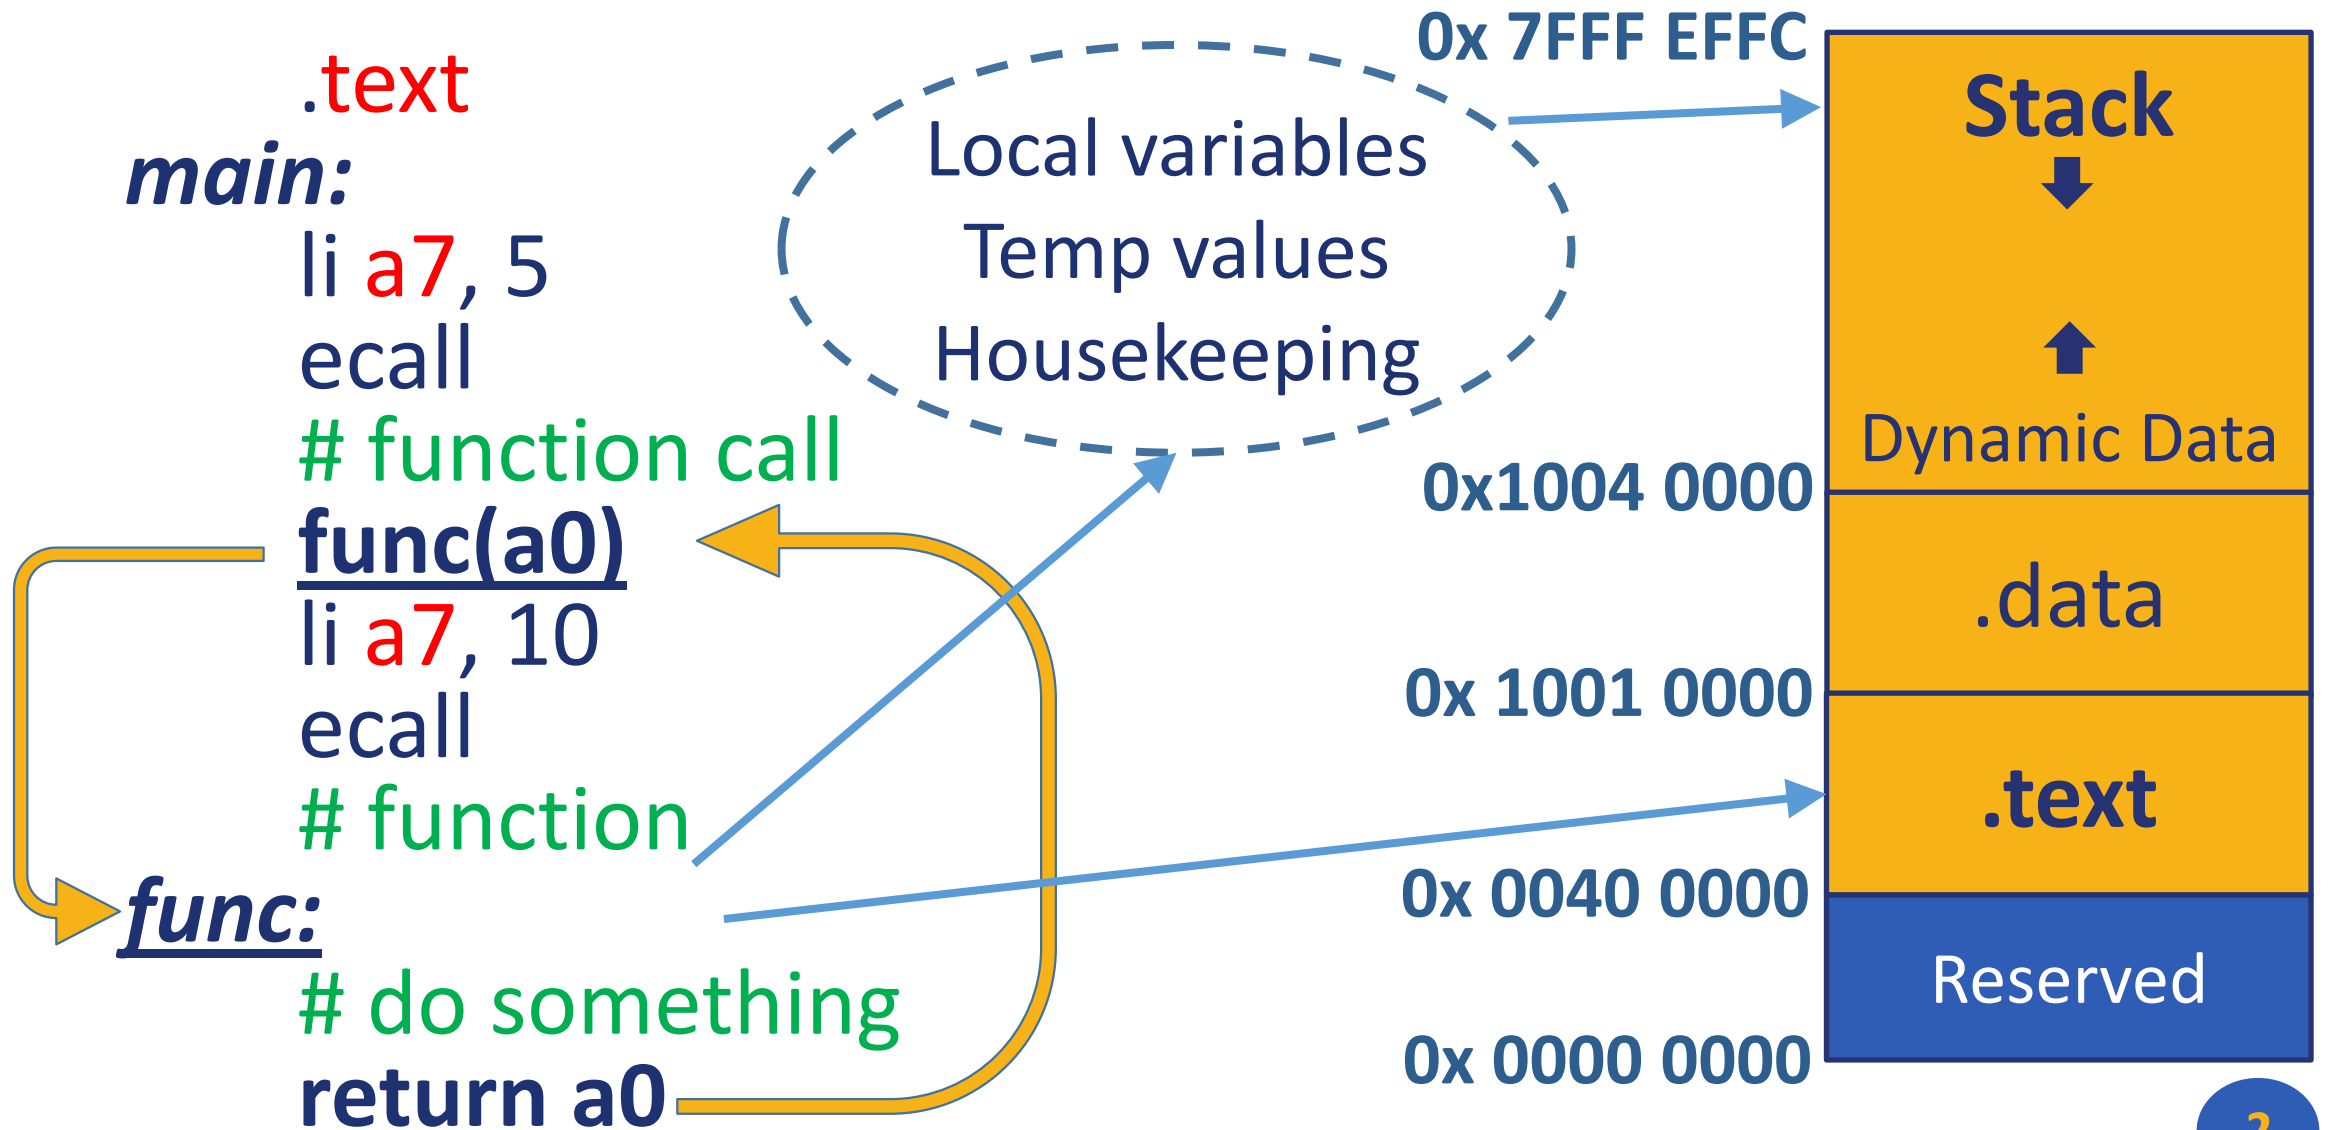 .text
main:
li a7, 5
ecall
# function call
func(a0)
li a7, 10
ecall
# function
func:
# do something
return a0
Local variables
Temp values
Housekeeping
0x 7FFF EFFC
Stack
Dynamic Data
0x1004 0000
.data
0x 1001 0000
.text
0x 0040 0000
Reserved
0x 0000 0000